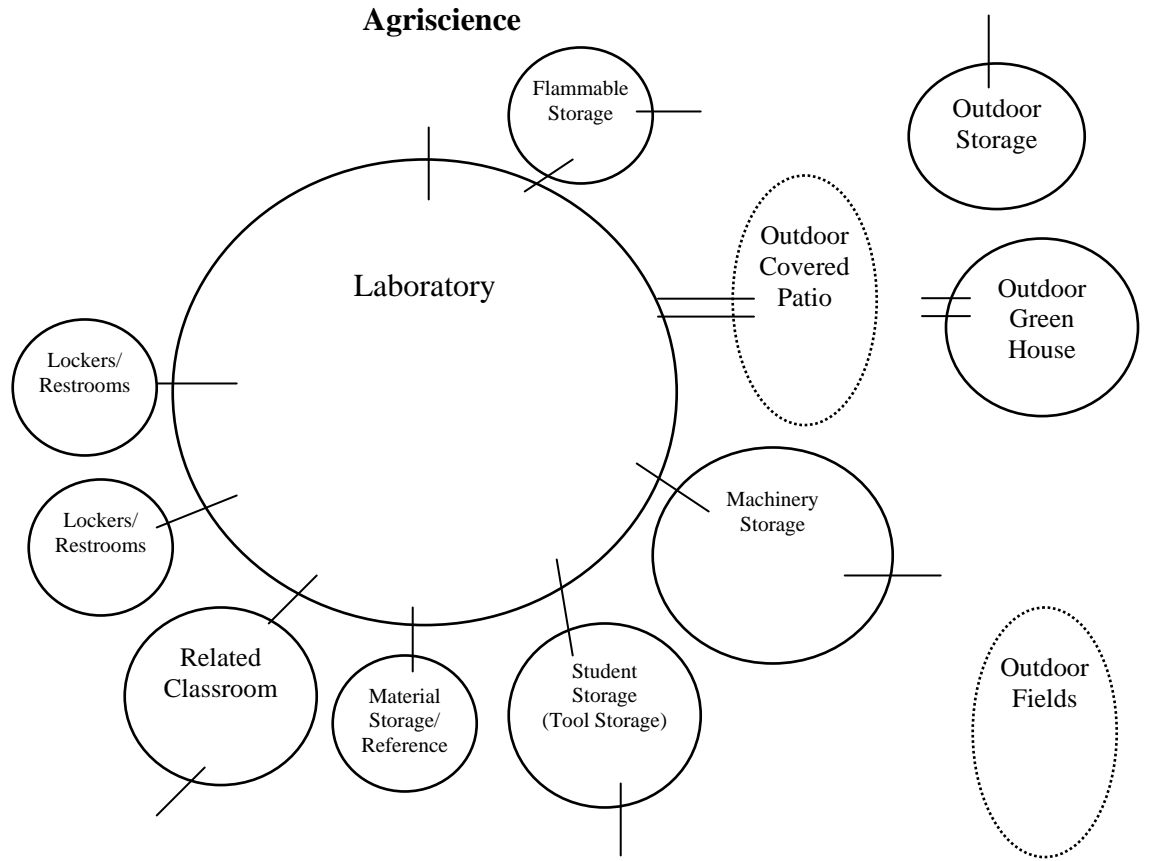 Agriscience
Flammable
Storage
Outdoor
Storage
Outdoor
Covered
Patio
Laboratory
Outdoor
Green
House
Lockers/
Restrooms
Machinery
Storage
Lockers/
Restrooms
Related
Classroom
Material
Storage/
Reference
Student
Storage
(Tool Storage)
Outdoor
Fields